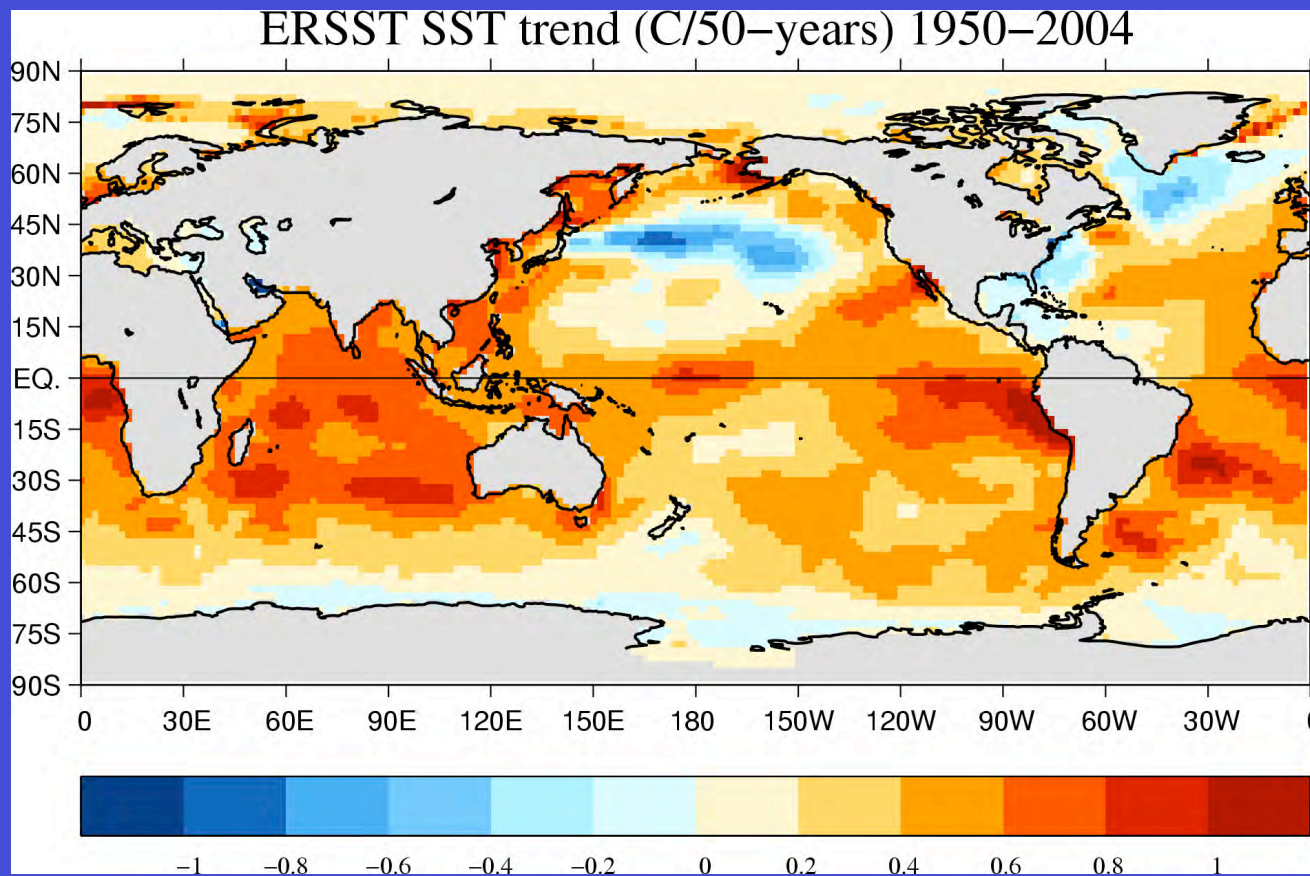 ERSST SST trend (C/50−years) 1950−2004
90N
75N
60N
45N
30N
15N
EQ.
15S
30S
45S
60S
75S
90S
0 30E 60E 90E 120E 150E 180 150W 120W 90W 60W 30W 0
−1 −0.8 −0.6 −0.4 −0.2 0 0.2 0.4 0.6 0.8 1